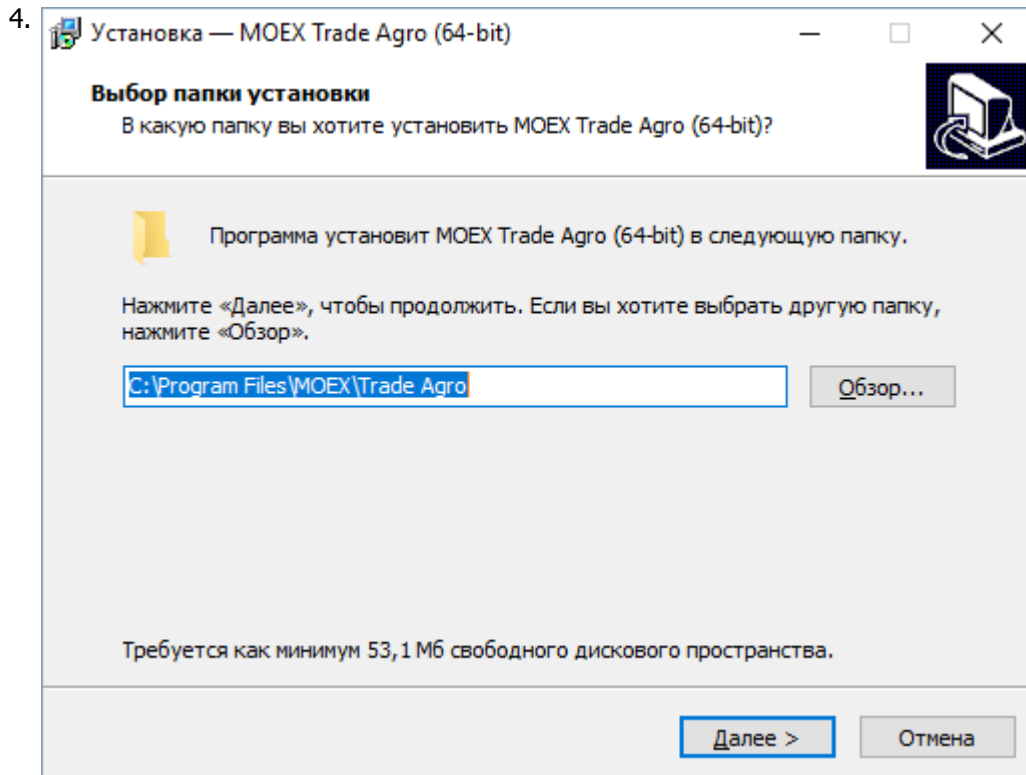 4.
Установка — MOEX Trade Agro (64-bit)
Выбор папки установки
В какую папку вы хотите установить MOEX Trade Agro (64-bit)?
Программа установит MOEX Trade Agro (64-bit) в следующую папку.
Нажмите «Далее», чтобы продолжить. Если вы хотите выбрать другую папку,
нажмите «Обзор».
C:\Program Files\MOEX\Trade Agro
Обзор...
Требуется как минимум 53,1 Мб свободного дискового пространства.
Далее >
Отмена